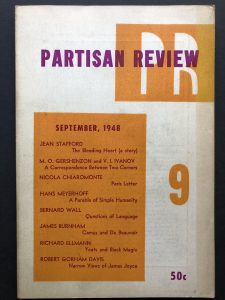 PR
PARTISAN REVIEW
SEPTEMBER, 1948
JEAN STAFFORD
The Bleeding Heart (a story)
M. O. GERSHENZON and V. I. IVANOV
A Correspondence Between Two Corners
NICOLA CHIAROMONTE
Paris Letter
HANS MEYERHOFF
A Parable of Simple Humanity
BERNARD WALL
Questions of Language
JAMES BURNHAM
Camus and De Beauvoir
RICHARD ELLMANN
Yeats and Black Magic
ROBERT GORHAM DAVIS
Narrow Views of James Joyce
9
50c